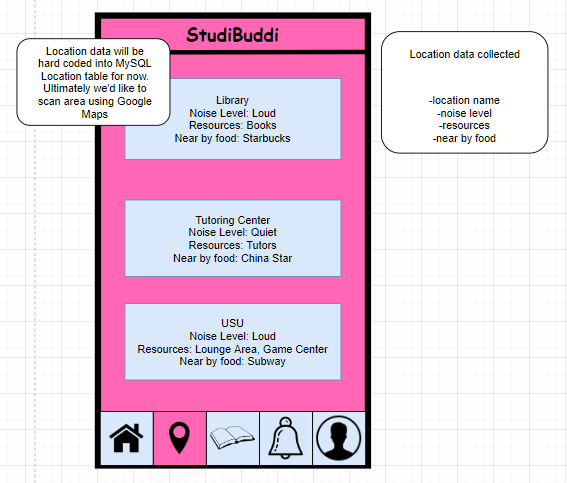 StudiBuddi
Location data will be
hard coded into MySQL
Location table for now.
Ultimately we'd like to
scan area using Google
Maps
Location data collected
-location name
-noise level
-resources
-near by food
Library
Noise Level: Loud
Resources: Books
Near by food: Starbucks
Tutoring Center
Noise Level: Quiet
Resources: Tutors
Near by food: China Star
USU
Noise Level: Loud
Resources: Lounge Area, Game Center
Near by food: Subway